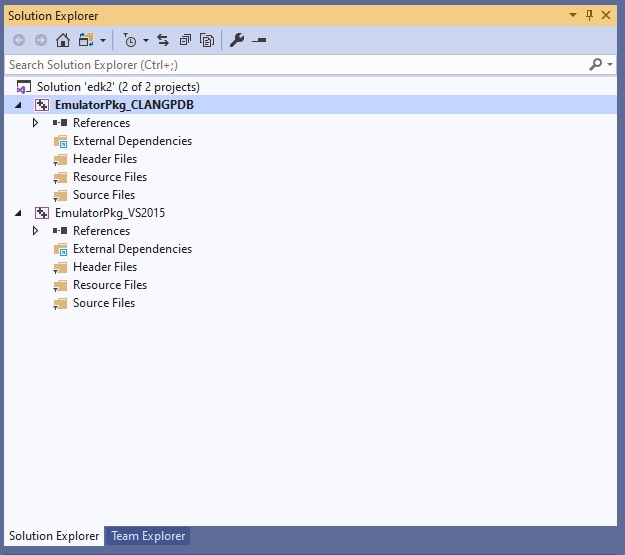 Solution Explorer
Search Solution Explorer (Ctrl+;)
Solution 'edk2' (2 of 2 projects)
EmulatorPkg_CLANGPDB
References
External Dependencies
Header Files
Resource Files
Source Files
EmulatorPkg_VS2015
References
External Dependencies
Header Files
Resource Files
Source Files
Solution Explorer Team Explorer